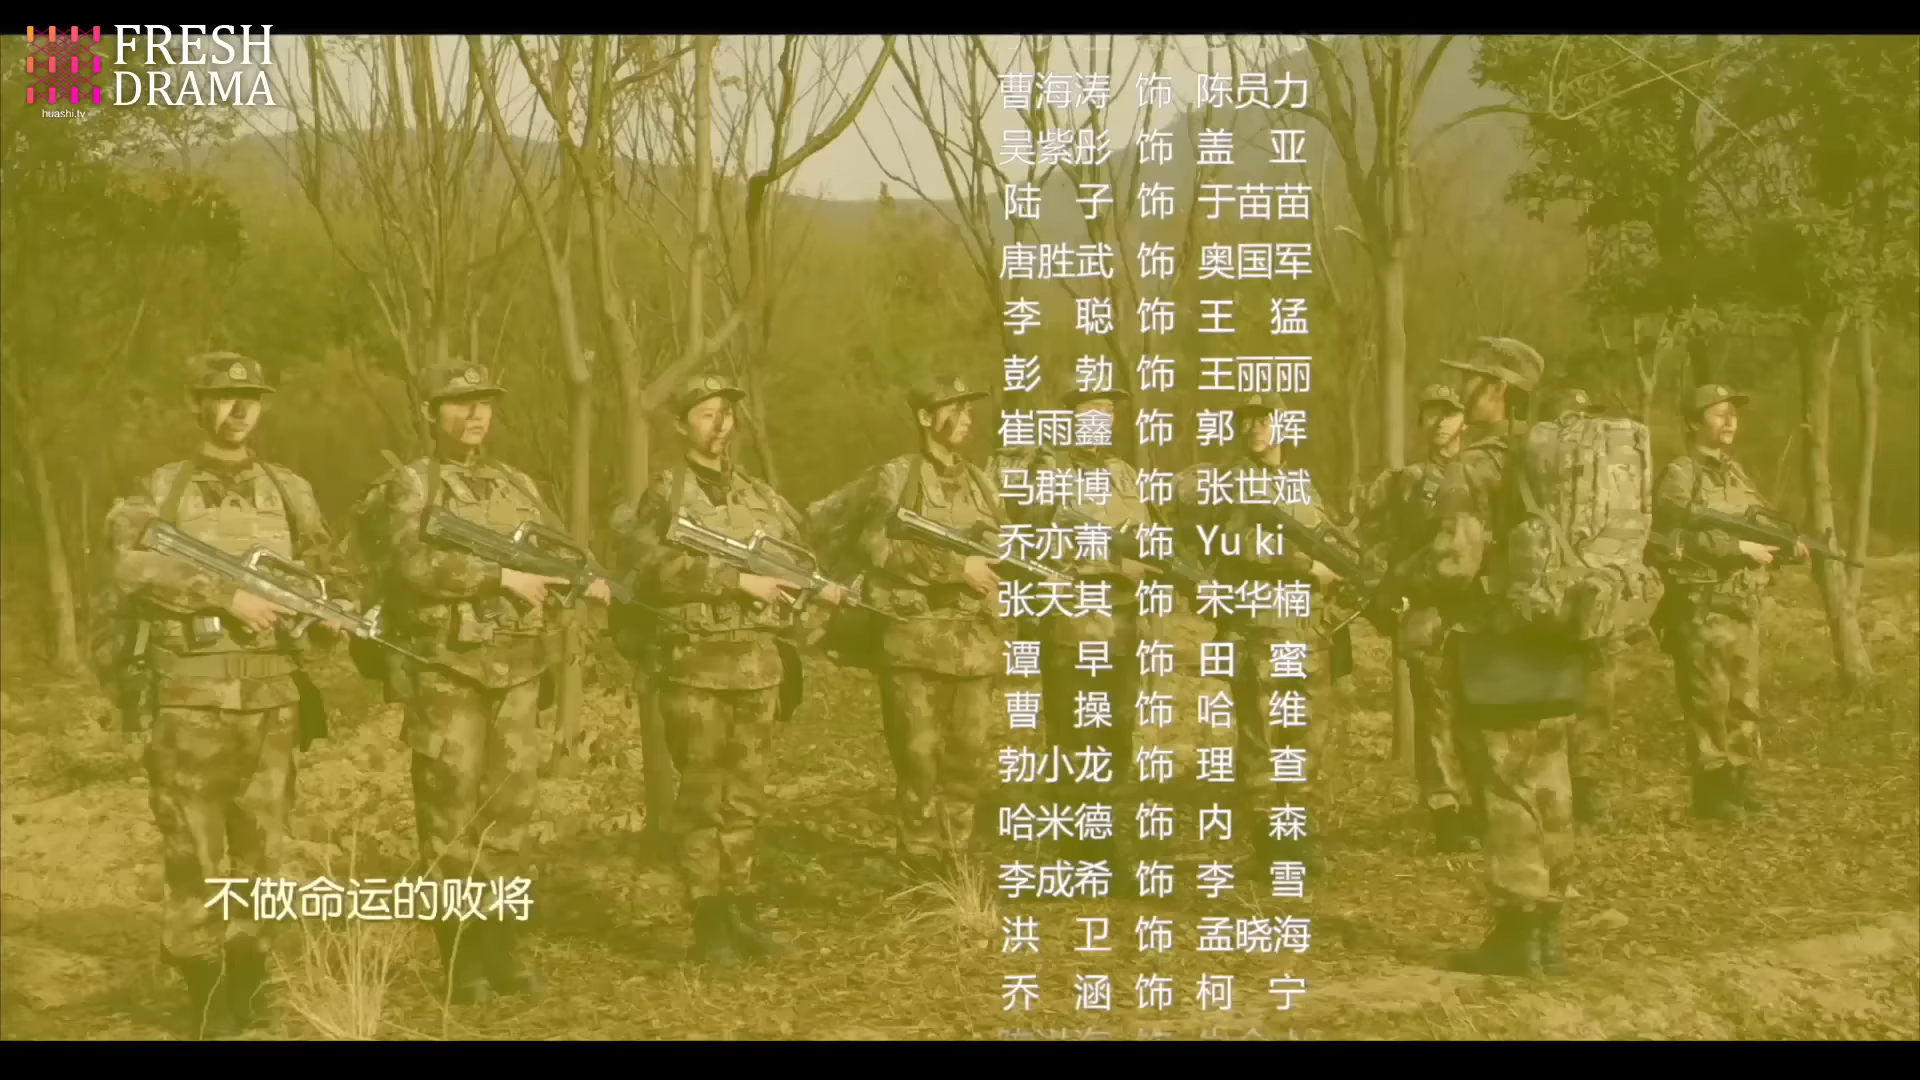 FRESH
DRAMA
huashi.tv
曹海涛 饰 陈员力
吴紫彤 饰 盖 亚
陆 子 饰 于苗苗
唐胜武 饰 奥国军
李 聪 饰 王 猛
彭 勃 饰 王丽丽
崔雨鑫 饰 郭 辉
马群博 饰 张世斌
乔亦萧 饰 Yu ki
张天其 饰 宋华楠
谭 早 饰 田 蜜
曹 操 饰 哈 维
勃小龙 饰 理 查
哈米德 饰 内 森
李成希 饰 李 雪
洪 卫 饰 孟晓海
乔 涵 饰 柯 宁
不做命运的败将